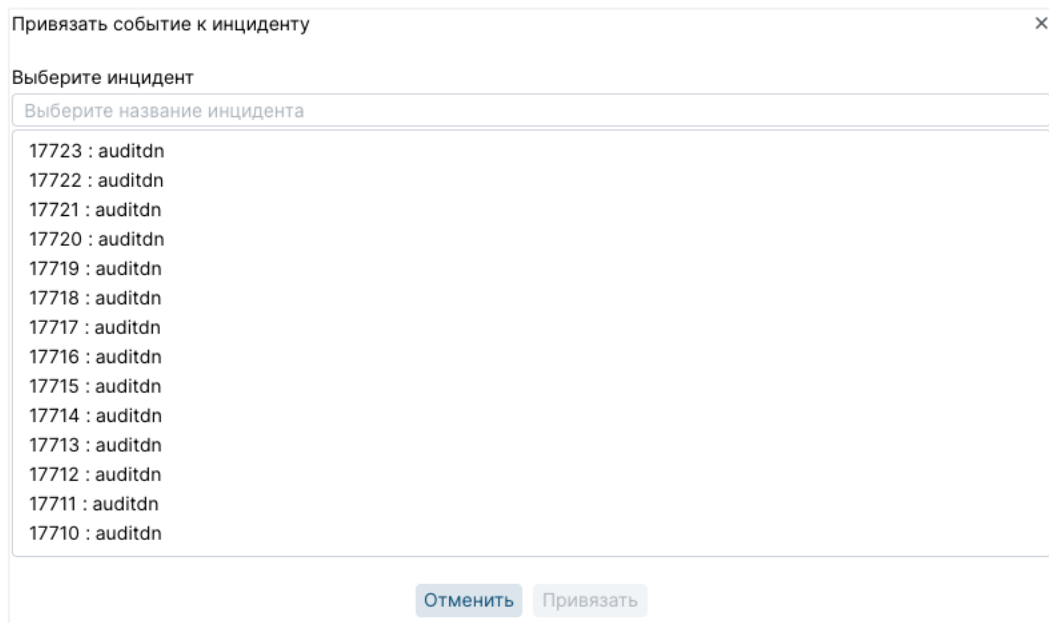 Привязать событие к инциденту
Выберите инцидент
Выберите название инцидента
17723 : auditdn
17722 : auditdn
17721 : auditdn
17720 : auditdn
17719 : auditdn
17718 : auditdn
17717 : auditdn
17716 : auditdn
17715 : auditdn
17714 : auditdn
17713 : auditdn
17712 : auditdn
17711 : auditdn
17710 : auditdn
Отменить Привязать